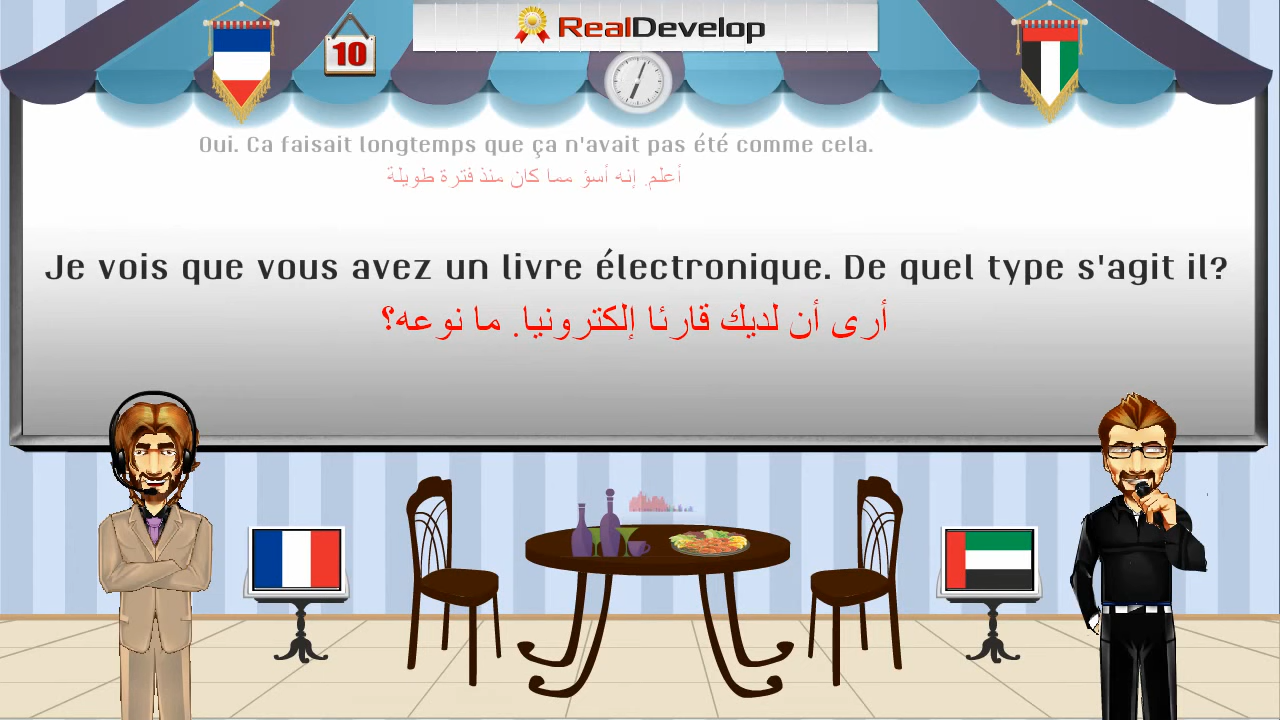 RealDevelop
10
Oui. Ca faisait longtemps que ça n'avait pas été comme cela.
أعلم. إنه أسؤ مما كان منذ فترة طويلة
Je vois que vous avez un livre électronique. De quel type s'agit il?
أرى أن لديك قارئا إلكترونيا. ما نوعه؟